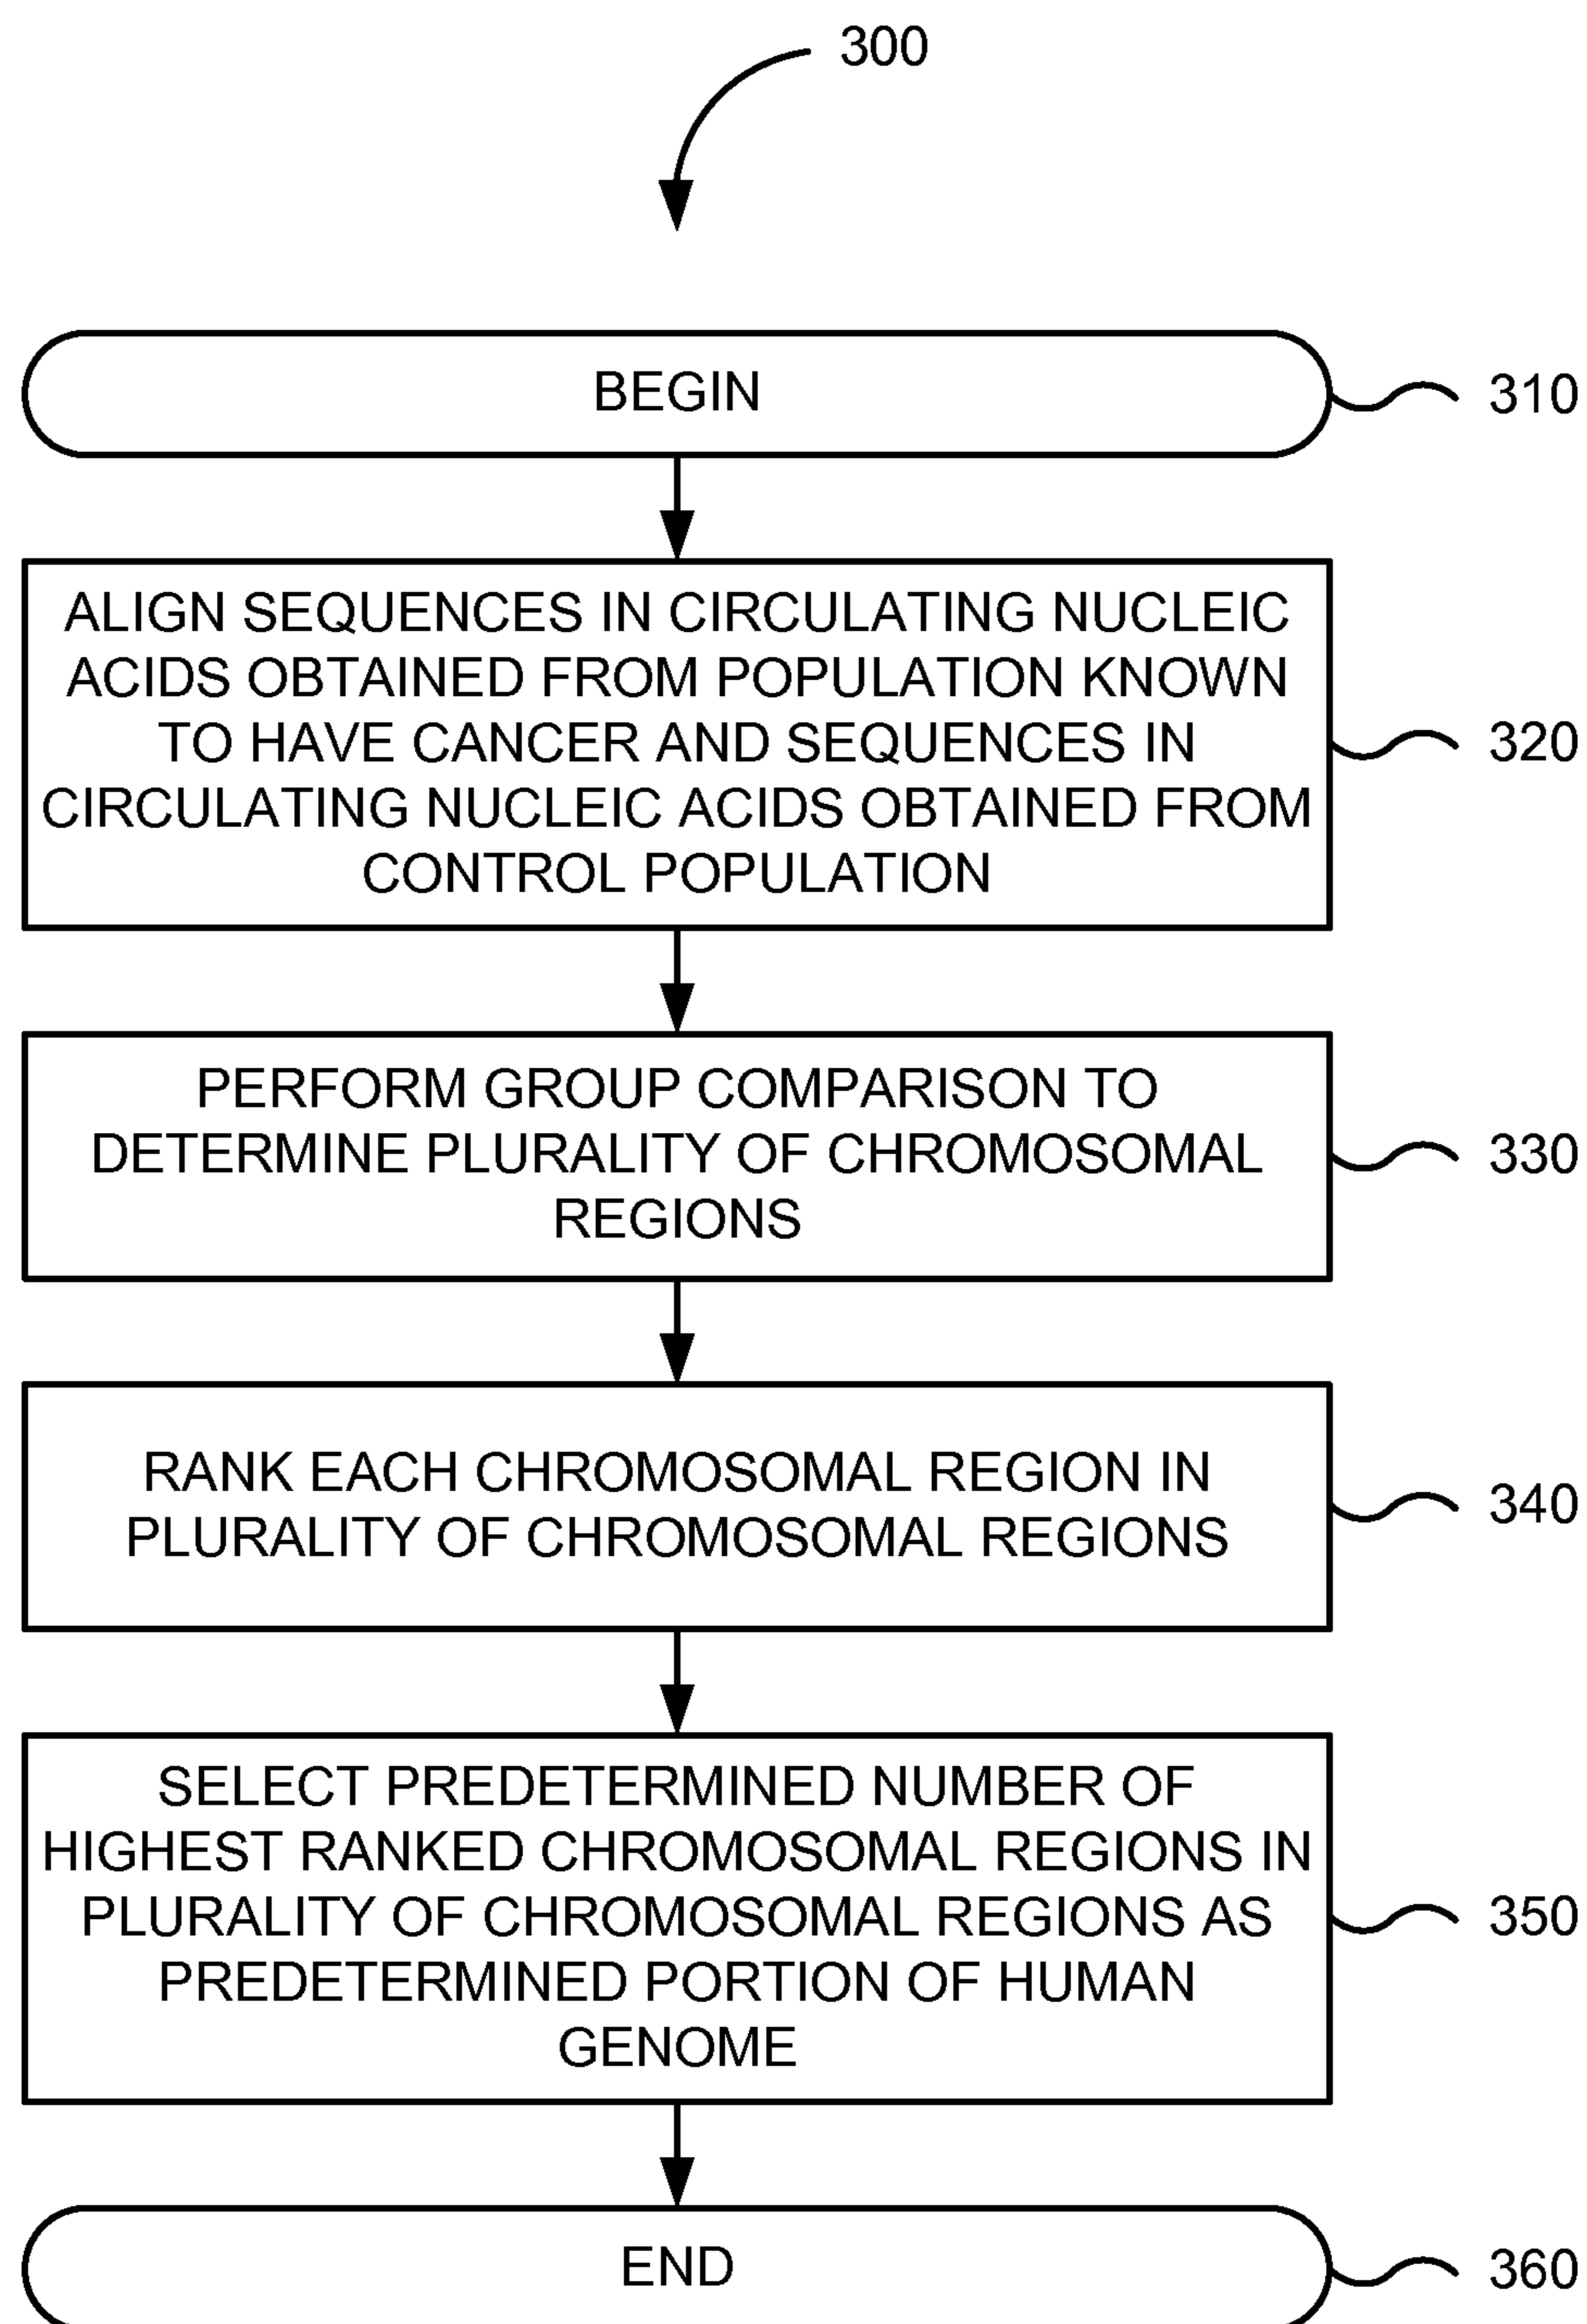 300
BEGIN
310
ALIGN SEQUENCES IN CIRCULATING NUCLEIC
ACIDS OBTAINED FROM POPULATION KNOWN
TO HAVE CANCER AND SEQUENCES IN
CIRCULATING NUCLEIC ACIDS OBTAINED FROM
CONTROL POPULATION
320
PERFORM GROUP COMPARISON TO
DETERMINE PLURALITY OF CHROMOSOMAL
REGIONS
330
RANK EACH CHROMOSOMAL REGION IN
PLURALITY OF CHROMOSOMAL REGIONS
340
SELECT PREDETERMINED NUMBER OF
HIGHEST RANKED CHROMOSOMAL REGIONS IN
PLURALITY OF CHROMOSOMAL REGIONS AS
PREDETERMINED PORTION OF HUMAN
GENOME
350
END
360